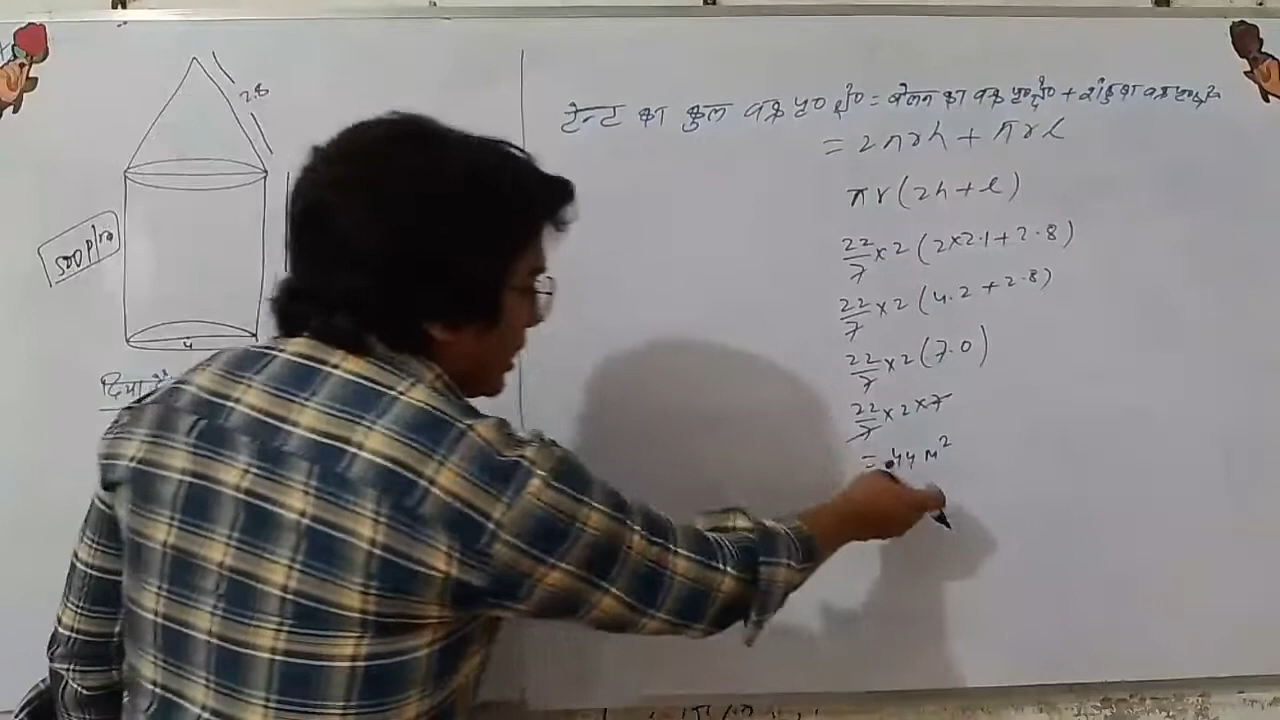 2.8
500 P/m
4
दिया है
टेन्ट का कुल वक्र पृ० क्षे० = बेलन का वक्र पृ० क्षे० + शंकु का वक्र पृ० क्षे०
= 2πrh + πrl
πr(2h+l)
22/7 × 2 (2×2.1+2.8)
22/7 × 2 (4.2+2.8)
22/7 × 2 (7.0)
22/7 × 2 × 7
= 44 M²